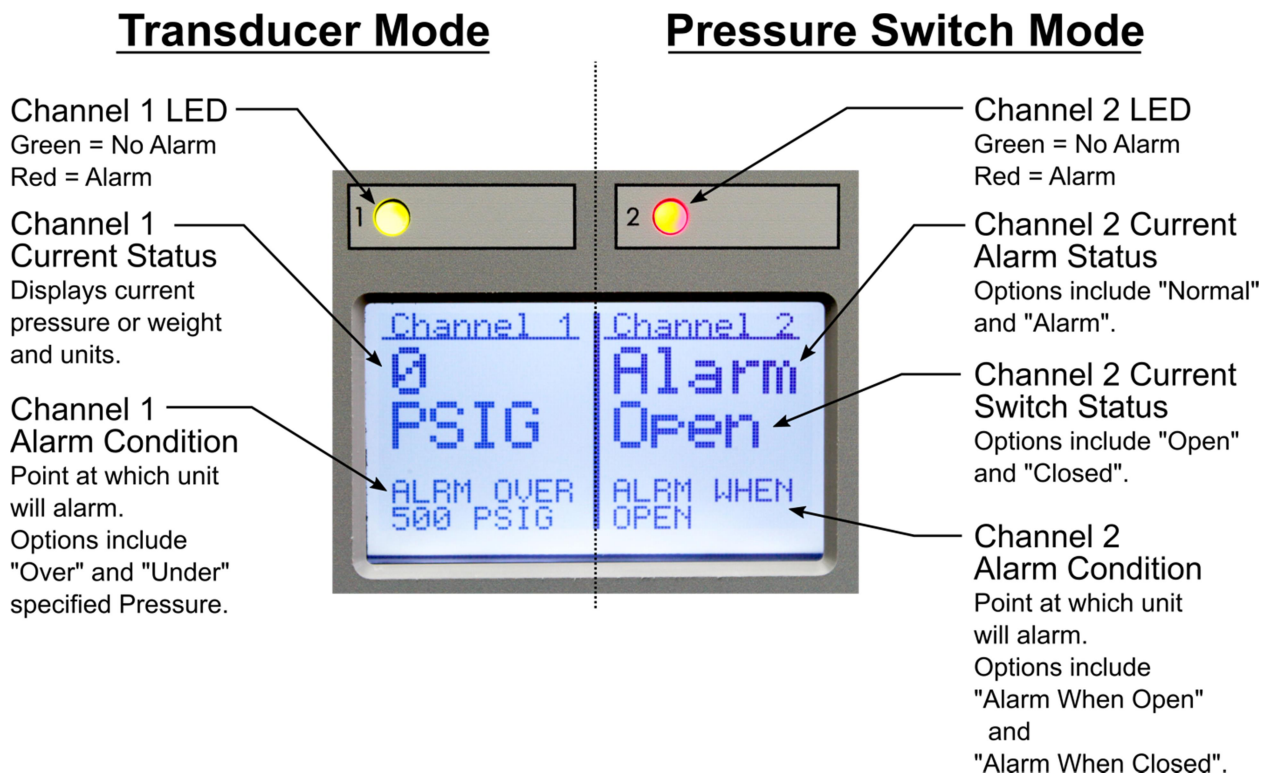 Transducer Mode
Pressure Switch Mode
Channel 1 LED
Green = No Alarm
Red = Alarm
Channel 1
Current Status
Displays current
pressure or weight
and units.
Channel 1
Alarm Condition
Point at which unit
will alarm.
Options include
"Over" and "Under"
specified Pressure.
1
2
Channel 1
0
PSIG
ALRM OVER
500 PSIG
Channel 2
Alarm
Open
ALRM WHEN
OPEN
Channel 2 LED
Green = No Alarm
Red = Alarm
Channel 2 Current
Alarm Status
Options include "Normal"
and "Alarm".
Channel 2 Current
Switch Status
Options include "Open"
and "Closed".
Channel 2
Alarm Condition
Point at which unit
will alarm.
Options include
"Alarm When Open"
and
"Alarm When Closed".